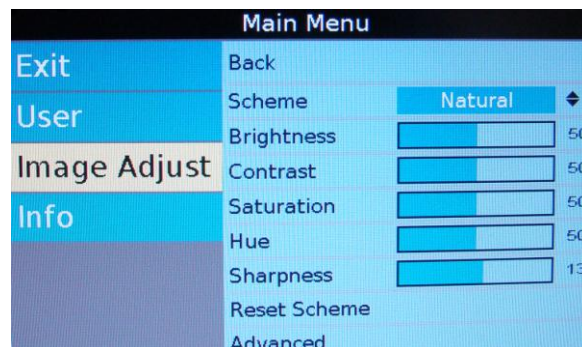 Main Menu
Exit
User
Image Adjust
Info
Back
Scheme Natural
Brightness
Contrast
Saturation
Hue
Sharpness
Reset Scheme
Advanced